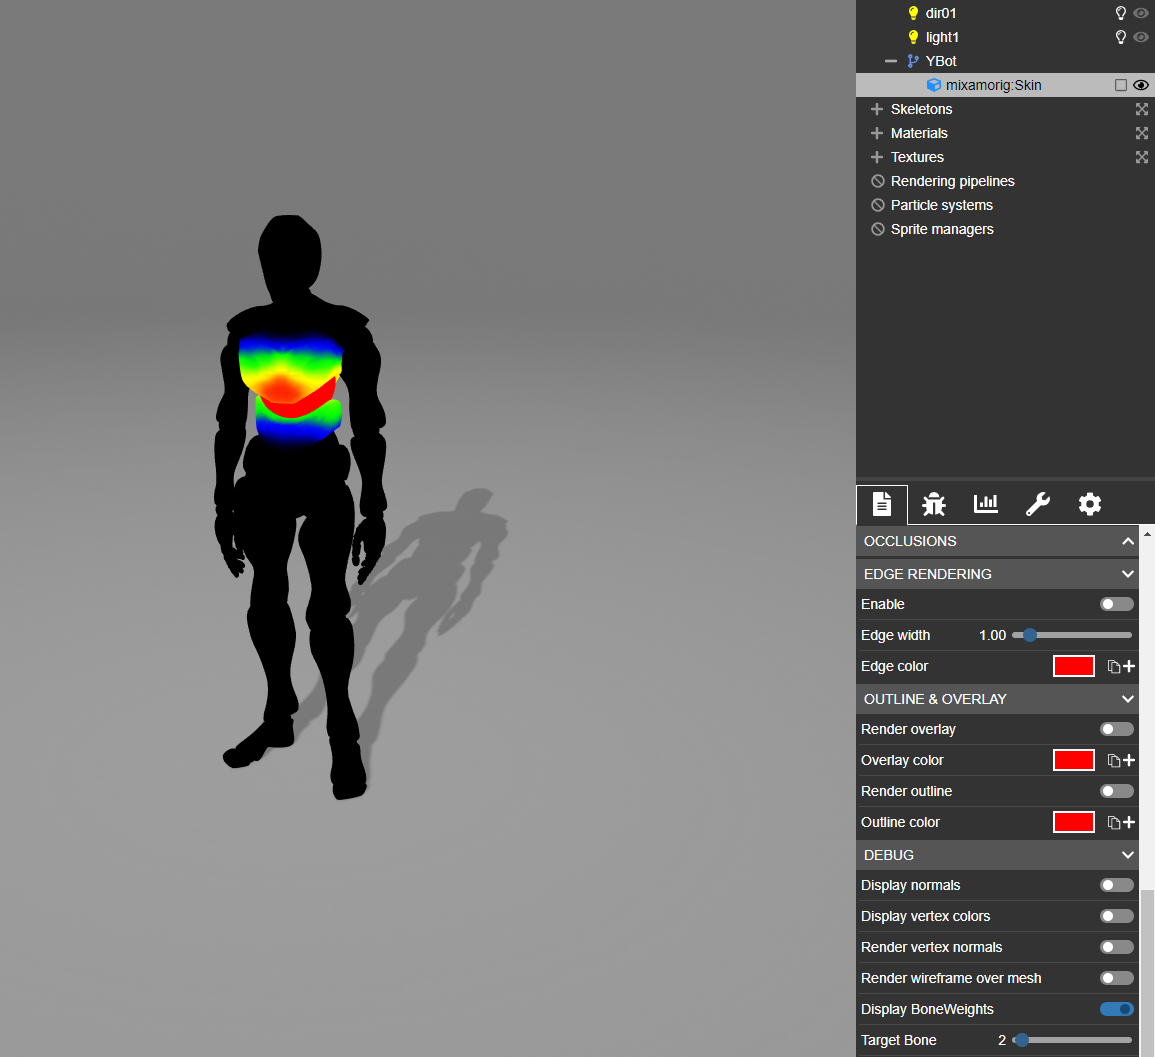 dir01
light1
YBot
mixamorig:Skin
Skeletons
Materials
Textures
Rendering pipelines
Particle systems
Sprite managers
OCCLUSIONS
EDGE RENDERING
Enable
Edge width 1.00
Edge color
OUTLINE & OVERLAY
Render overlay
Overlay color
Render outline
Outline color
DEBUG
Display normals
Display vertex colors
Render vertex normals
Render wireframe over mesh
Display BoneWeights
Target Bone 2